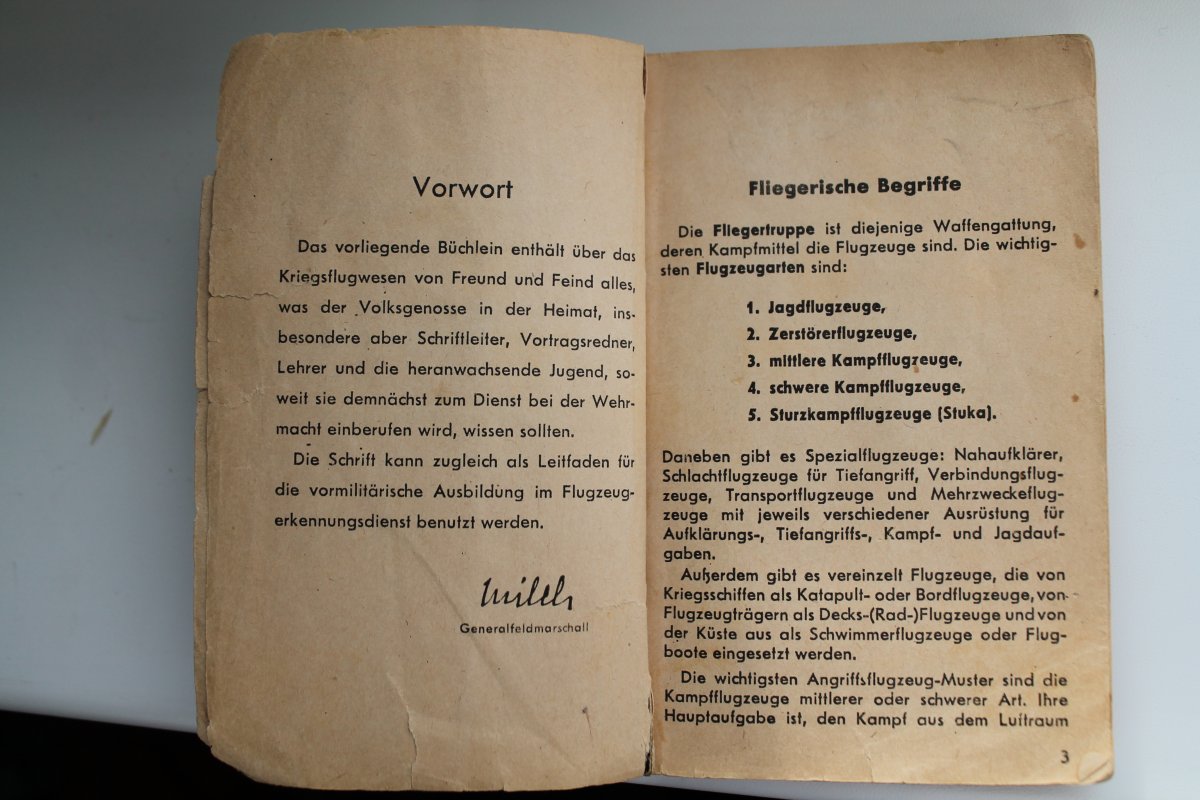 Vorwort
Das vorliegende Büchlein enthält über das
Kriegsflugwesen von Freund und Feind alles,
was der Volksgenosse in der Heimat, ins-
besondere aber Schriftleiter, Vortragsredner,
Lehrer und die heranwachsende Jugend, so-
weit sie demnächst zum Dienst bei der Wehr-
macht einberufen wird, wissen sollten.
Die Schrift kann zugleich als Leitfaden für
die vormilitärische Ausbildung im Flugzeug-
erkennungsdienst benutzt werden.
Milch
Generalfeldmarschall
Fliegerische Begriffe
Die Fliegertruppe ist diejenige Waffengattung,
deren Kampfmittel die Flugzeuge sind. Die wichtig-
sten Flugzeugarten sind:
1. Jagdflugzeuge,
2. Zerstörerflugzeuge,
3. mittlere Kampfflugzeuge,
4. schwere Kampfflugzeuge,
5. Sturzkampfflugzeuge (Stuka).
Daneben gibt es Spezialflugzeuge: Nahaufklärer,
Schlachtflugzeuge für Tiefangriff, Verbindungsflug-
zeuge, Transportflugzeuge und Mehrzweckeflug-
zeuge mit jeweils verschiedener Ausrüstung für
Aufklärungs-, Tiefangriffs-, Kampf- und Jagdauf-
gaben.
Außerdem gibt es vereinzelt Flugzeuge, die von
Kriegsschiffen als Katapult- oder Bordflugzeuge, von
Flugzeugträgern als Decks-(Rad-)Flugzeuge und von
der Küste aus als Schwimmerflugzeuge oder Flug-
boote eingesetzt werden.
Die wichtigsten Angriffsflugzeug-Muster sind die
Kampfflugzeuge mittlerer oder schwerer Art. Ihre
Hauptaufgabe ist, den Kampf aus dem Luftraum
3